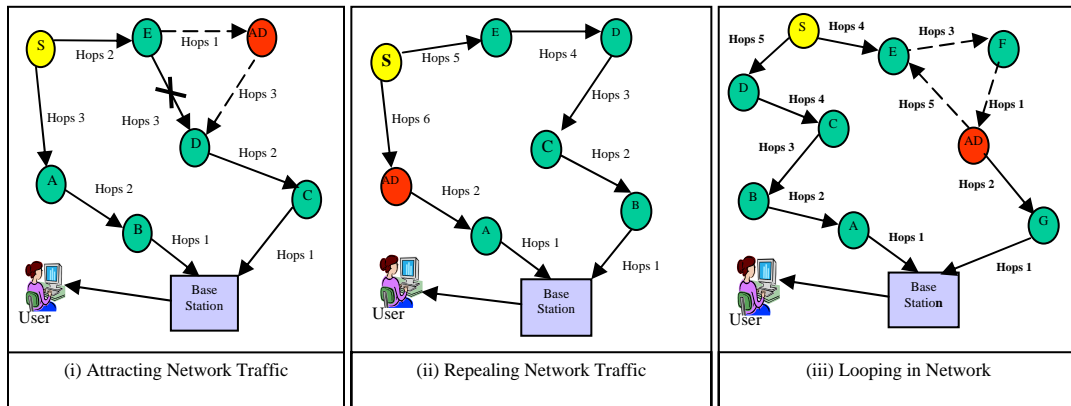 S
E
Hops 1
AD
Hops 2
Hops 3
Hops 3
Hops 3
D
A
Hops 2
Hops 2
C
B
Hops 1
Hops 1
Base
Station
User
(i) Attracting Network Traffic
S
E
D
Hops 5
Hops 4
Hops 6
Hops 3
C
AD
Hops 2
Hops 2
A
B
Hops 1
Hops 1
Base
Station
User
(ii) Repealing Network Traffic
S
Hops 4
Hops 5
Hops 3
E
F
D
Hops 4
Hops 5
Hops 1
C
AD
Hops 3
Hops 2
B
Hops 2
A
G
Hops 1
Hops 1
Base
Station
User
(iii) Looping in Network